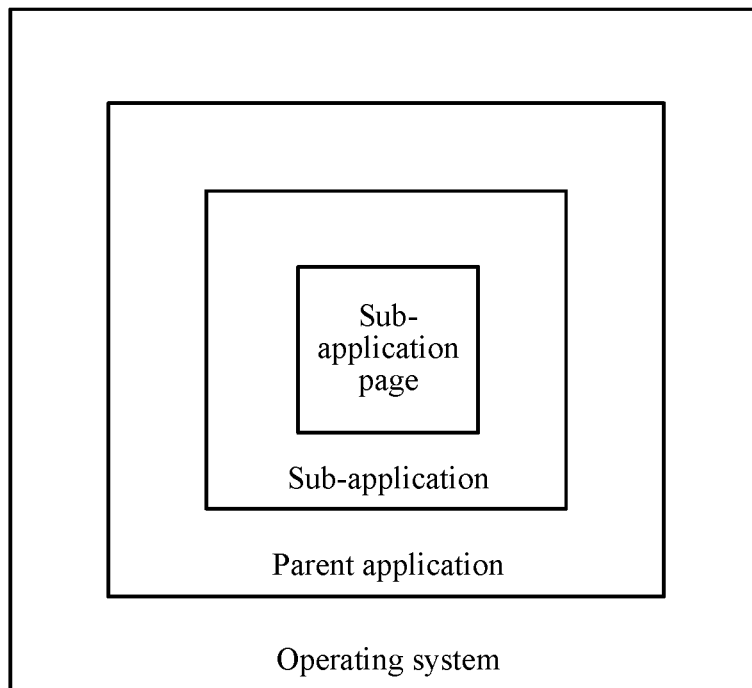 Sub-
application
page
Sub-application
Parent application
Operating system